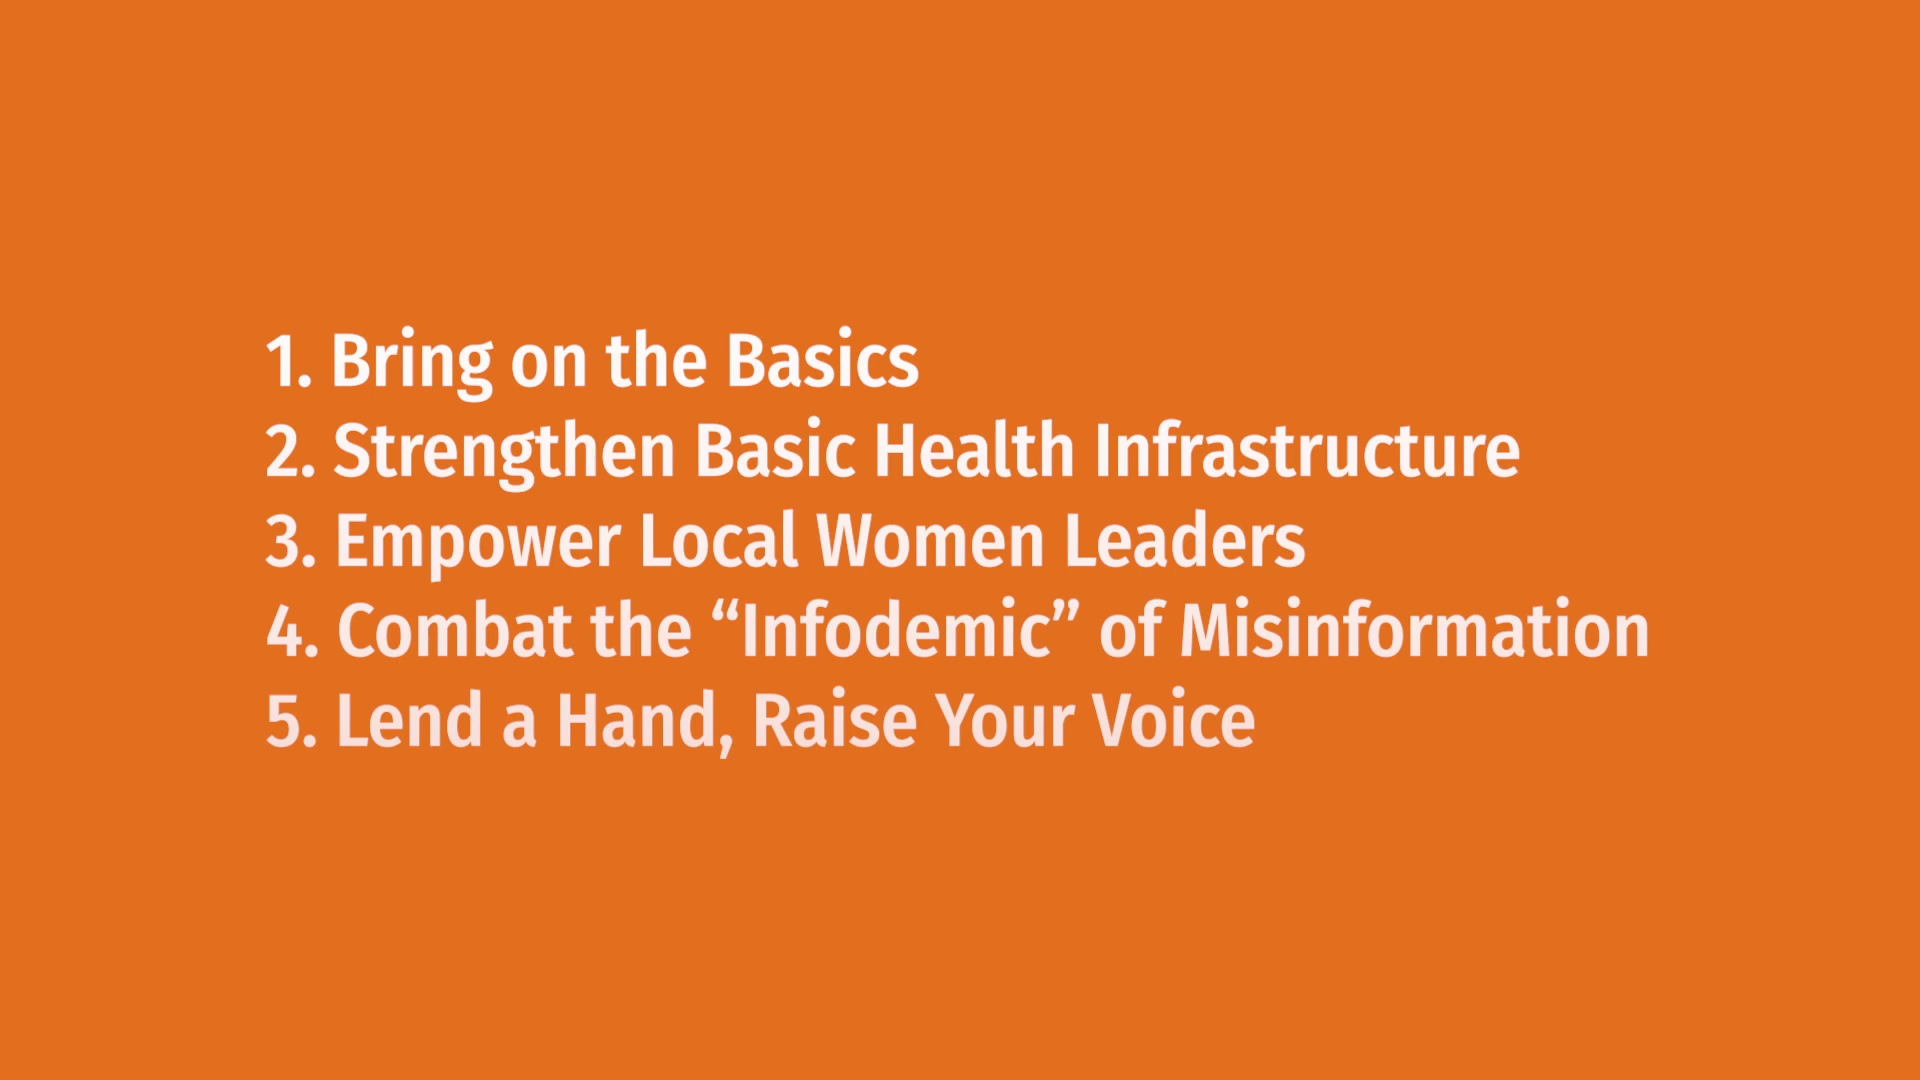 1. Bring on the Basics
2. Strengthen Basic Health Infrastructure
3. Empower Local Women Leaders
4. Combat the “Infodemic” of Misinformation
5. Lend a Hand, Raise Your Voice